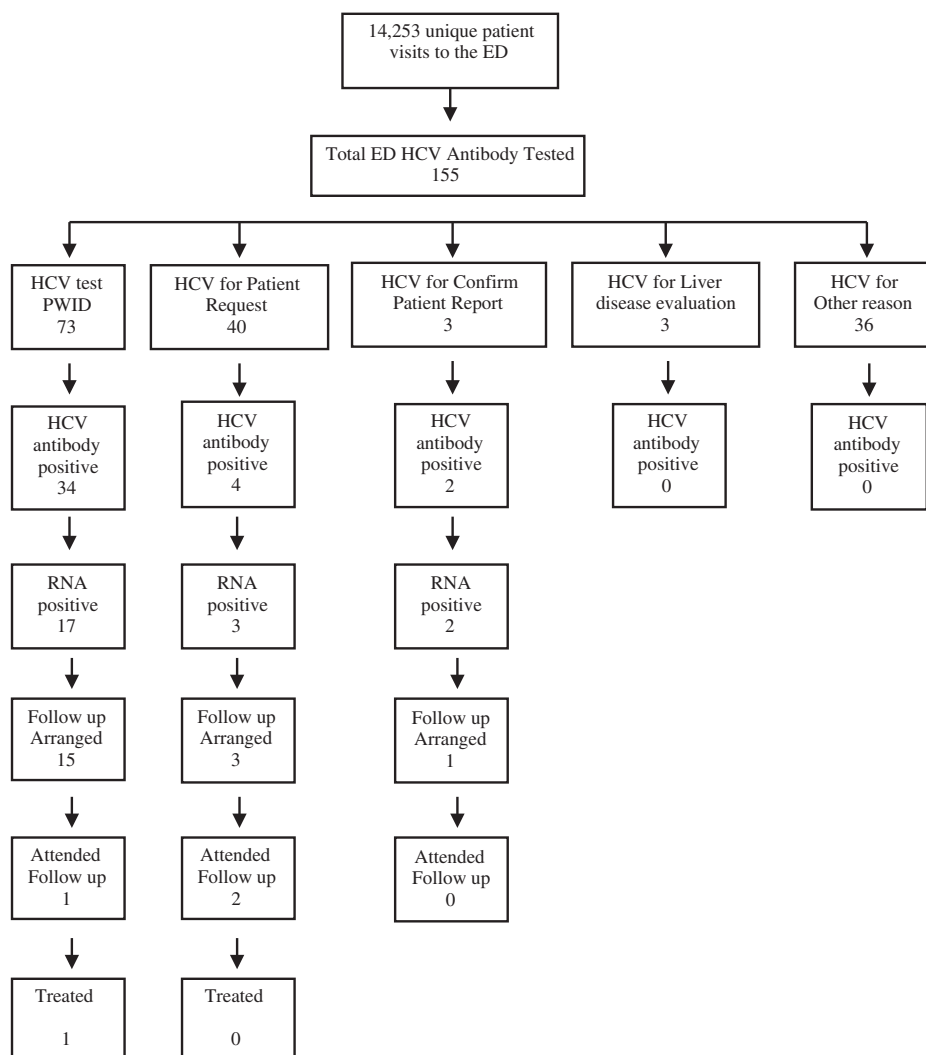 14,253 unique patient
visits to the ED
Total ED HCV Antibody Tested
155
HCV test
PWID
73
HCV for Patient
Request
40
HCV for Confirm
Patient Report
3
HCV for Liver
disease evaluation
3
HCV for
Other reason
36
HCV
antibody
positive
34
HCV
antibody
positive
4
HCV
antibody
positive
2
HCV
antibody
positive
0
HCV
antibody
positive
0
RNA
positive
17
RNA
positive
3
RNA
positive
2
Follow up
Arranged
15
Follow up
Arranged
3
Follow up
Arranged
1
Attended
Follow up
1
Attended
Follow up
2
Attended
Follow up
0
Treated
1
Treated
0